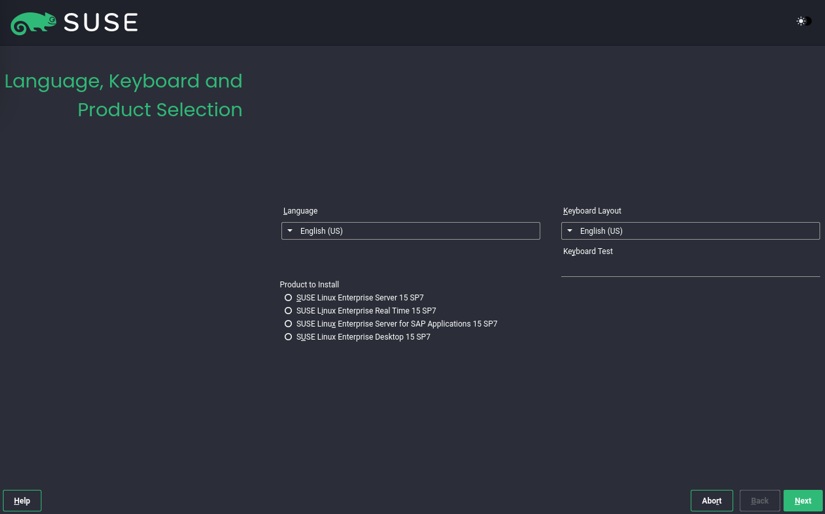 SUSE
Language, Keyboard and
Product Selection
Language
English (US)
Keyboard Layout
English (US)
Keyboard Test
Product to Install
SUSE Linux Enterprise Server 15 SP7
SUSE Linux Enterprise Real Time 15 SP7
SUSE Linux Enterprise Server for SAP Applications 15 SP7
SUSE Linux Enterprise Desktop 15 SP7
Help
Abort
Back
Next